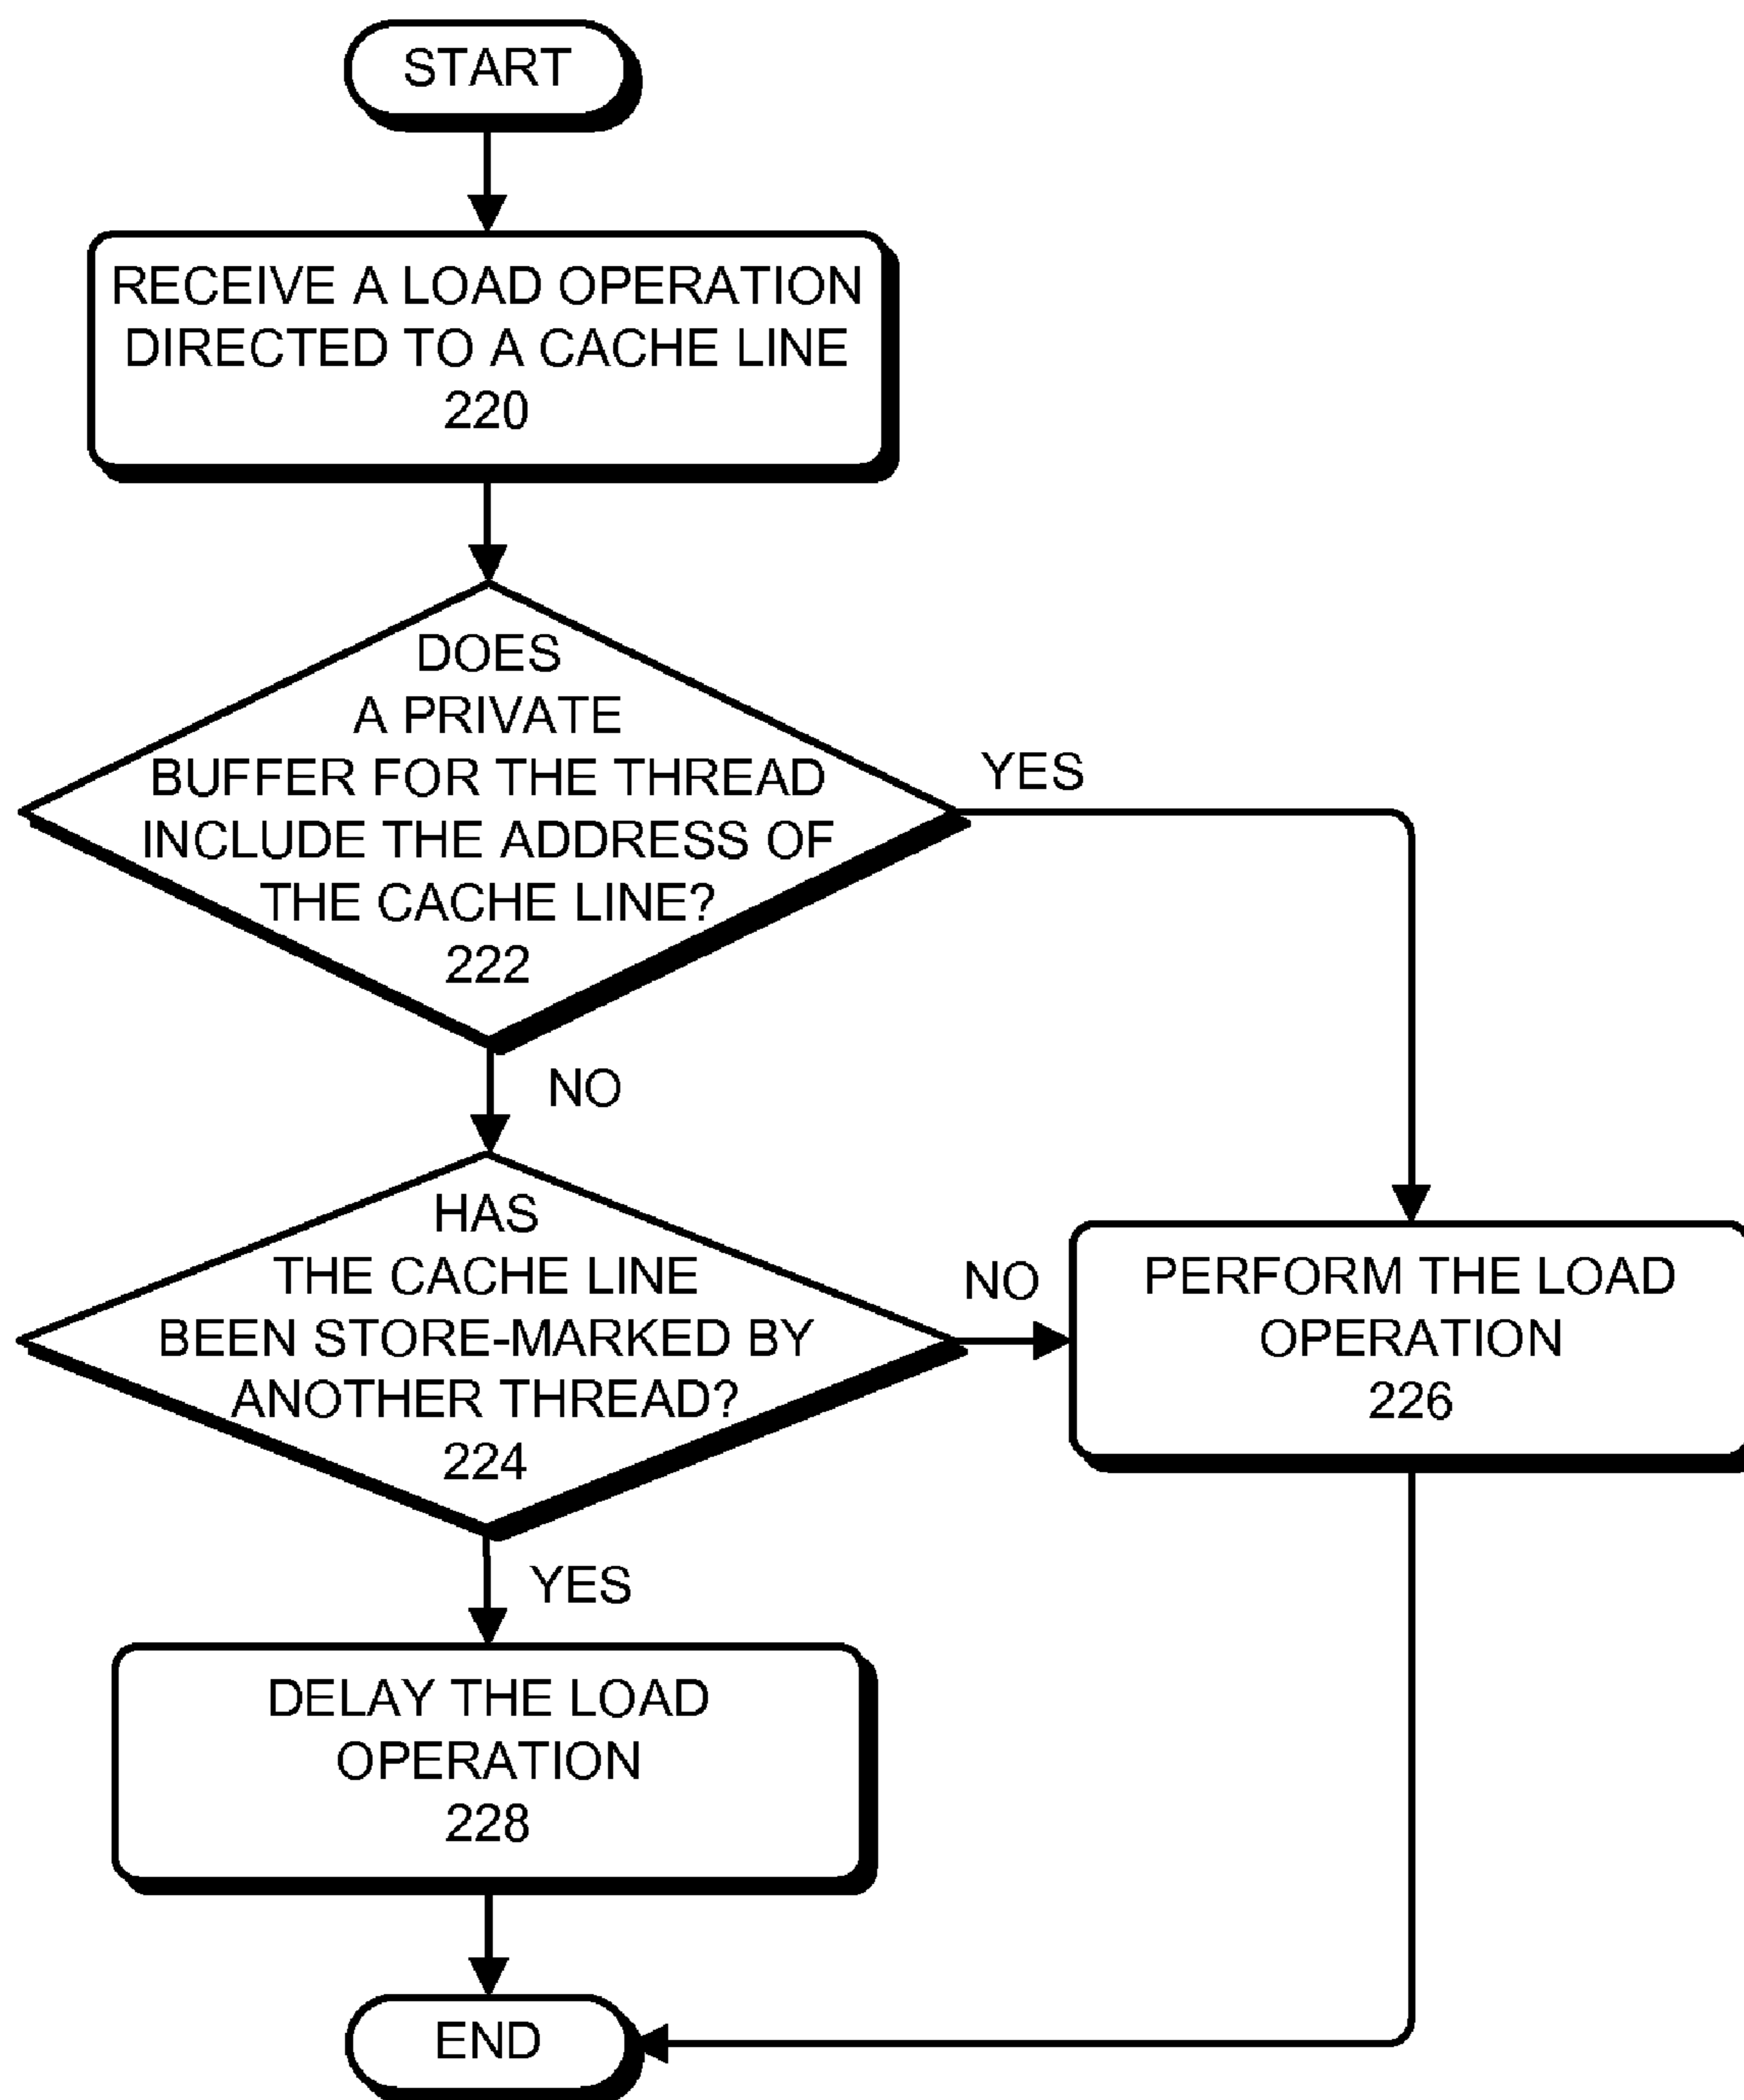 START
RECEIVE A LOAD OPERATION
DIRECTED TO A CACHE LINE
220
DOES
A PRIVATE
BUFFER FOR THE THREAD
INCLUDE THE ADDRESS OF
THE CACHE LINE?
222
YES
NO
HAS
THE CACHE LINE
BEEN STORE-MARKED BY
ANOTHER THREAD?
224
NO
PERFORM THE LOAD
OPERATION
226
YES
DELAY THE LOAD
OPERATION
228
END